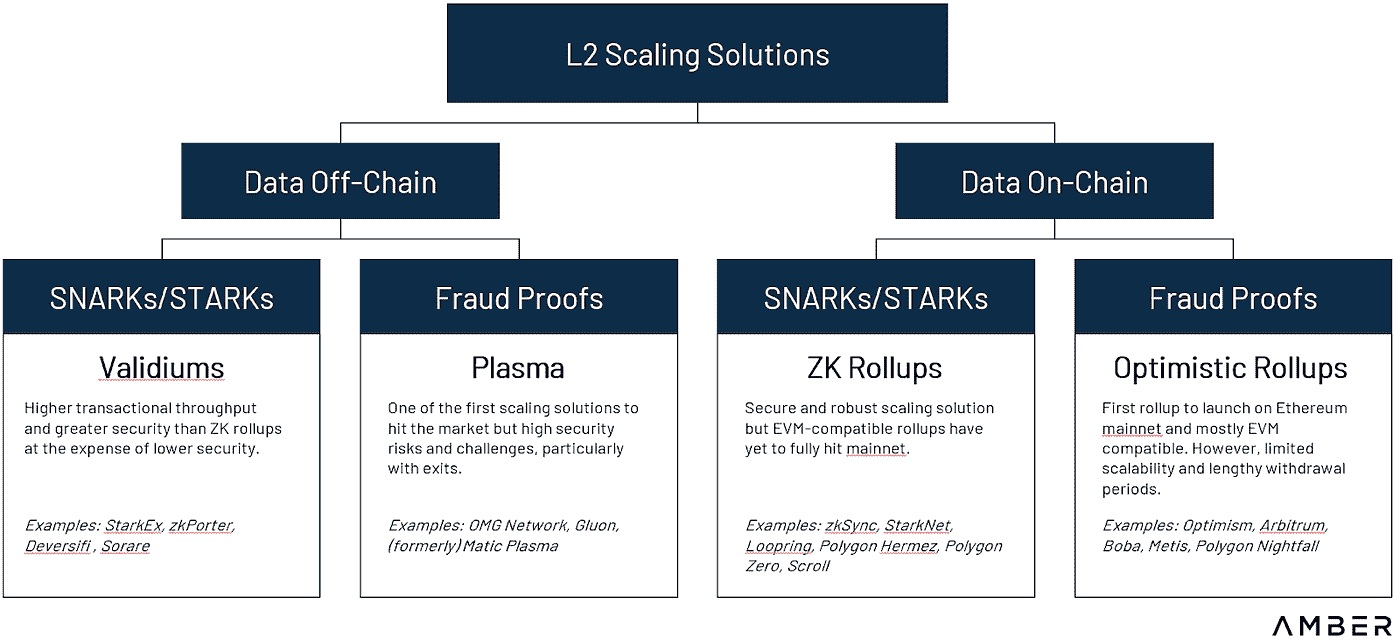 L2 Scaling Solutions
Data Off-Chain
Data On-Chain
SNARKs/STARKs
Validiums
Higher transactional throughput
and greater security than ZK rollups
at the expense of lower security.
Examples: StarkEx, zkPorter,
Deversifi , Sorare
Fraud Proofs
Plasma
One of the first scaling solutions to
hit the market but high security
risks and challenges, particularly
with exits.
Examples: OMG Network, Gluon,
(formerly) Matic Plasma
SNARKs/STARKs
ZK Rollups
Secure and robust scaling solution
but EVM-compatible rollups have
yet to fully hit mainnet.
Examples: zkSync, StarkNet,
Loopring, Polygon Hermez, Polygon
Zero, Scroll
Fraud Proofs
Optimistic Rollups
First rollup to launch on Ethereum
mainnet and mostly EVM
compatible. However, limited
scalability and lengthy withdrawal
periods.
Examples: Optimism, Arbitrum,
Boba, Metis, Polygon Nightfall
AMBER